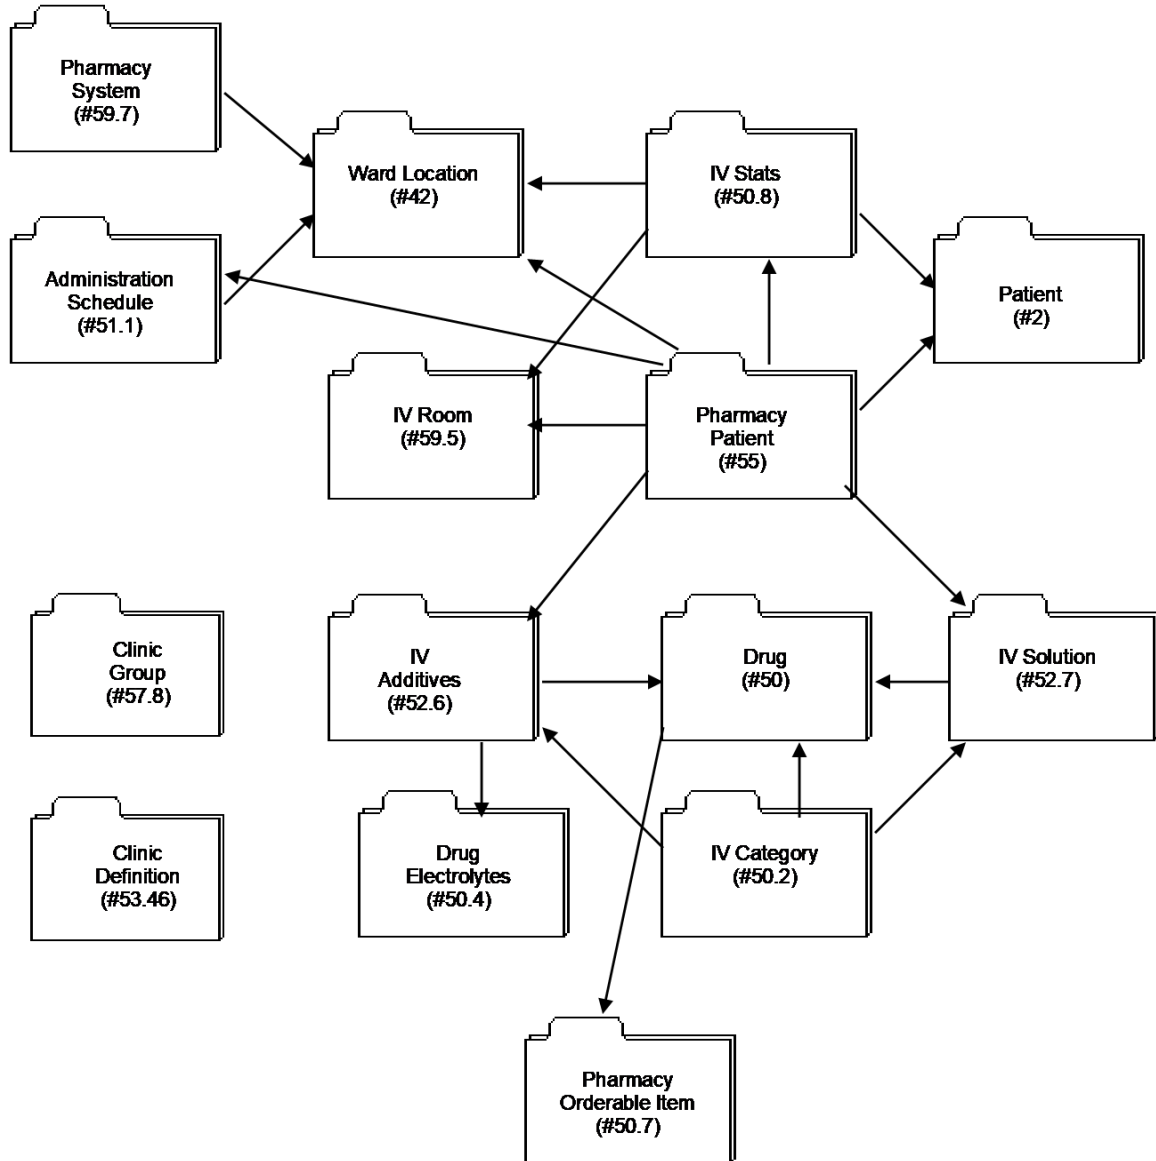 Pharmacy
System
(#59.7)
Ward Location
(#42)
IV Stats
(#50.8)
Administration
Schedule
(#51.1)
Patient
(#2)
IV Room
(#59.5)
Pharmacy
Patient
(#55)
Clinic
Group
(#57.8)
IV
Additives
(#52.6)
Drug
(#50)
IV Solution
(#52.7)
Clinic
Definition
(#53.46)
Drug
Electrolytes
(#50.4)
IV Category
(#50.2)
Pharmacy
Orderable Item
(#50.7)